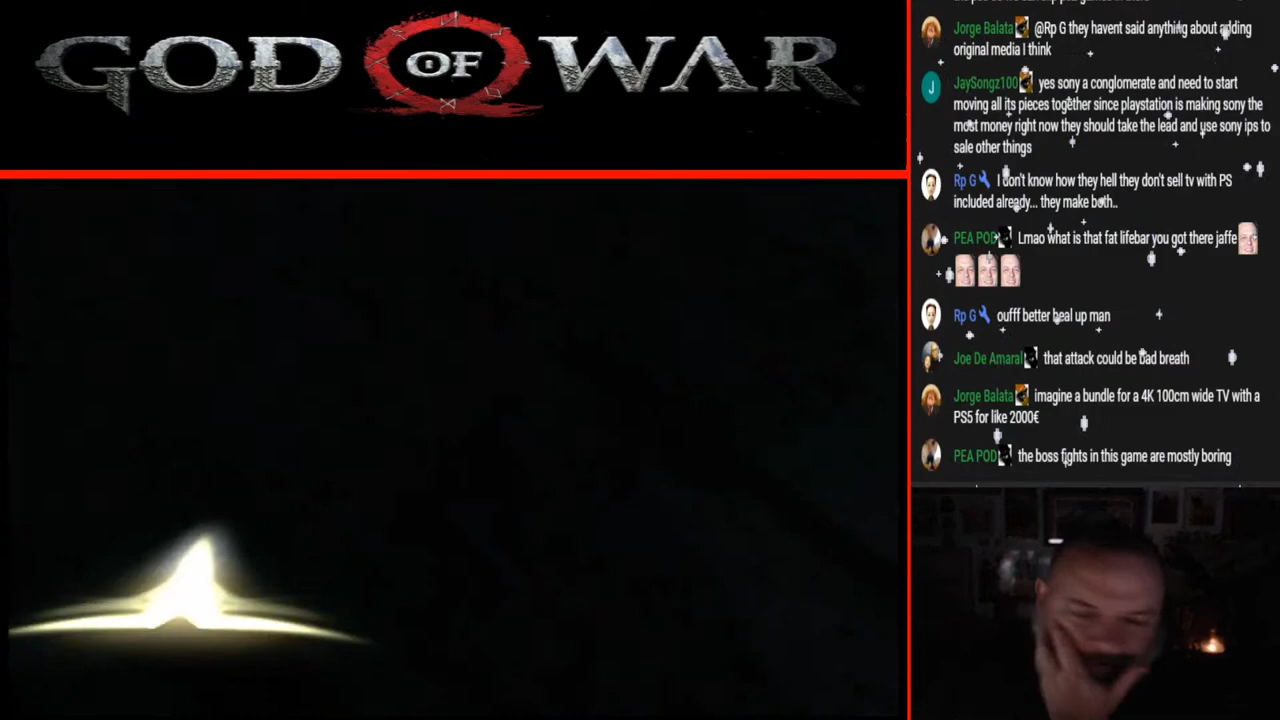 GOD OF WAR
Jorge Balata @Rp G they havent said anything about adding
original media I think
J JaySongz100 yes sony a conglomerate and need to start
moving all its pieces together since playstation is making sony the
most money right now they should take the lead and use sony ips to
sale other things
Rp G I don't know how they hell they don't sell tv with PS
included already... they make both..
PEA POD Lmao what is that fat lifebar you got there jaffe
Rp G oufff better heal up man
Joe De Amaral that attack could be bad breath
Jorge Balata imagine a bundle for a 4K 100cm wide TV with a
PS5 for like 2000€
PEA POD the boss fights in this game are mostly boring